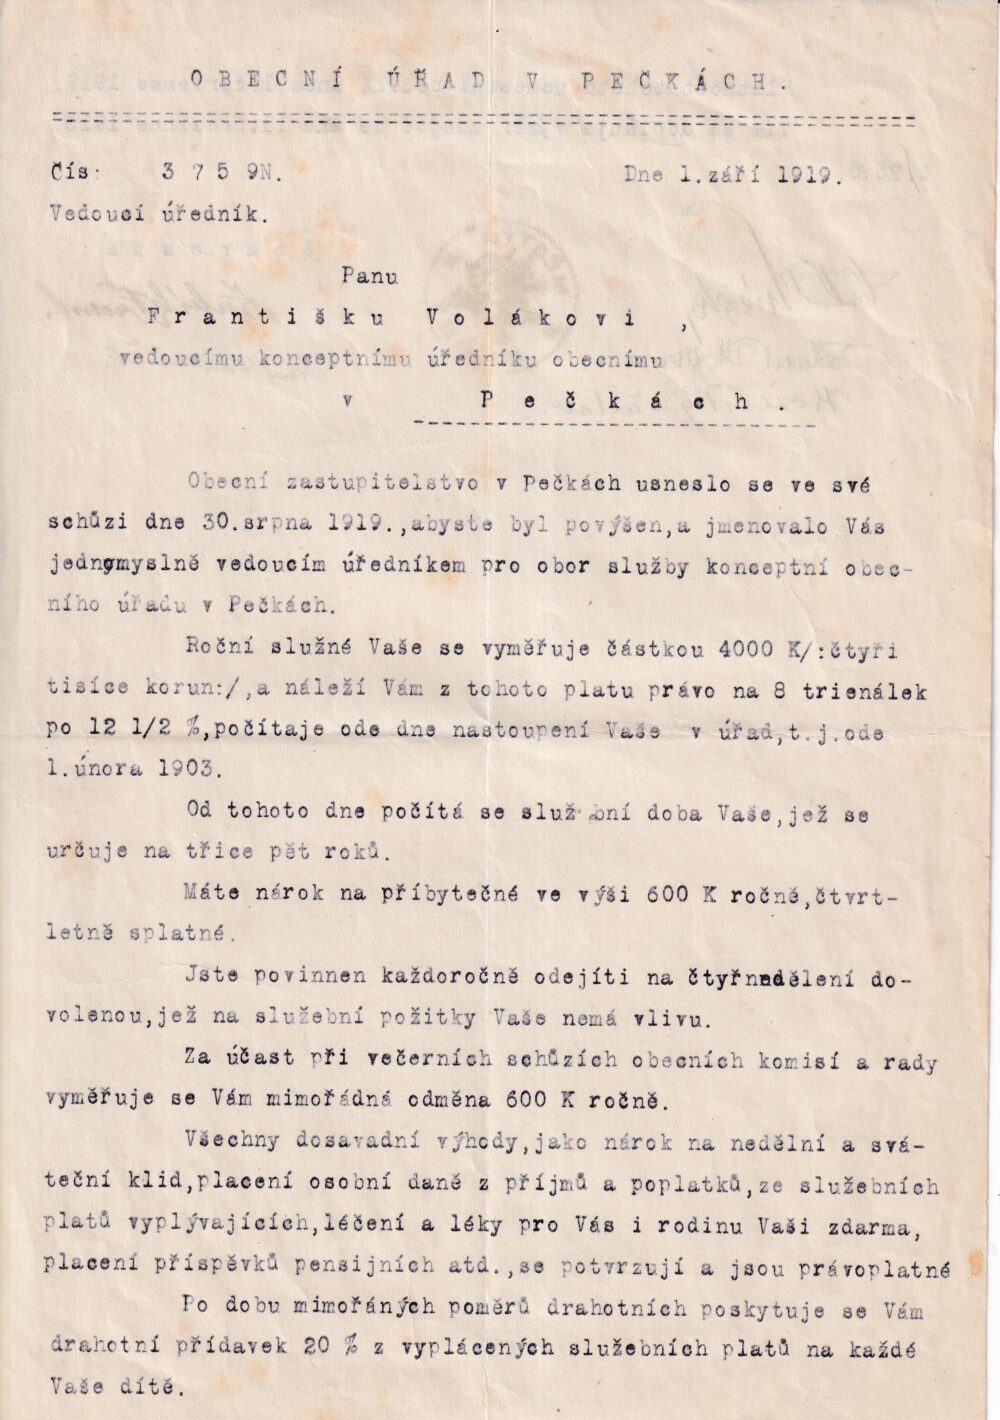 OBECNÍ ÚŘAD V PEČKÁCH.
Čís. 3759N. Dne 1.září 1919.
Vedoucí úředník.
Panu
Františku Volákovi ,
vedoucímu konceptnímu úředníku obecnímu
v Pečkách.
Obecní zastupitelstvo v Pečkách usneslo se ve své
schůzi dne 30.srpna 1919.,abyste byl povýšen,a jmenovalo Vás
jednomyslně vedoucím úředníkem pro obor služby konceptní obec-
ního úřadu v Pečkách.
Roční služné Vaše se vyměřuje částkou 4000 K/:čtyři
tisíce korun:/,a náleží Vám z tohoto platu právo na 8 trienálek
po 12 1/2 %,počítaje ode dne nastoupení Vaše v úřad,t.j.ode
1.února 1903.
Od tohoto dne počítá se služební doba Vaše,jež se
určuje na třice pět roků.
Máte nárok na příbytečné ve výši 600 K ročně,čtvrt-
letně splatné.
Jste povinnen každoročně odejíti na čtyřnedělení do-
volenou,jež na služební požitky Vaše nemá vlivu.
Za účast při večerních schůzích obecních komisí a rady
vyměřuje se Vám mimořádná odměna 600 K ročně.
Všechny dosavadní výhody,jako nárok na nedělní a svá-
teční klid,placení osobní daně z příjmů a poplatků,ze služebních
platů vyplývajících,léčení a léky pro Vás i rodinu Vaši zdarma,
placení příspěvků pensijních atd.,se potvrzují a jsou právoplatné
Po dobu mimořáných poměrů drahotních poskytuje se Vám
drahotní přídavek 20 % z vyplácených služebních platů na každé
Vaše dítě.